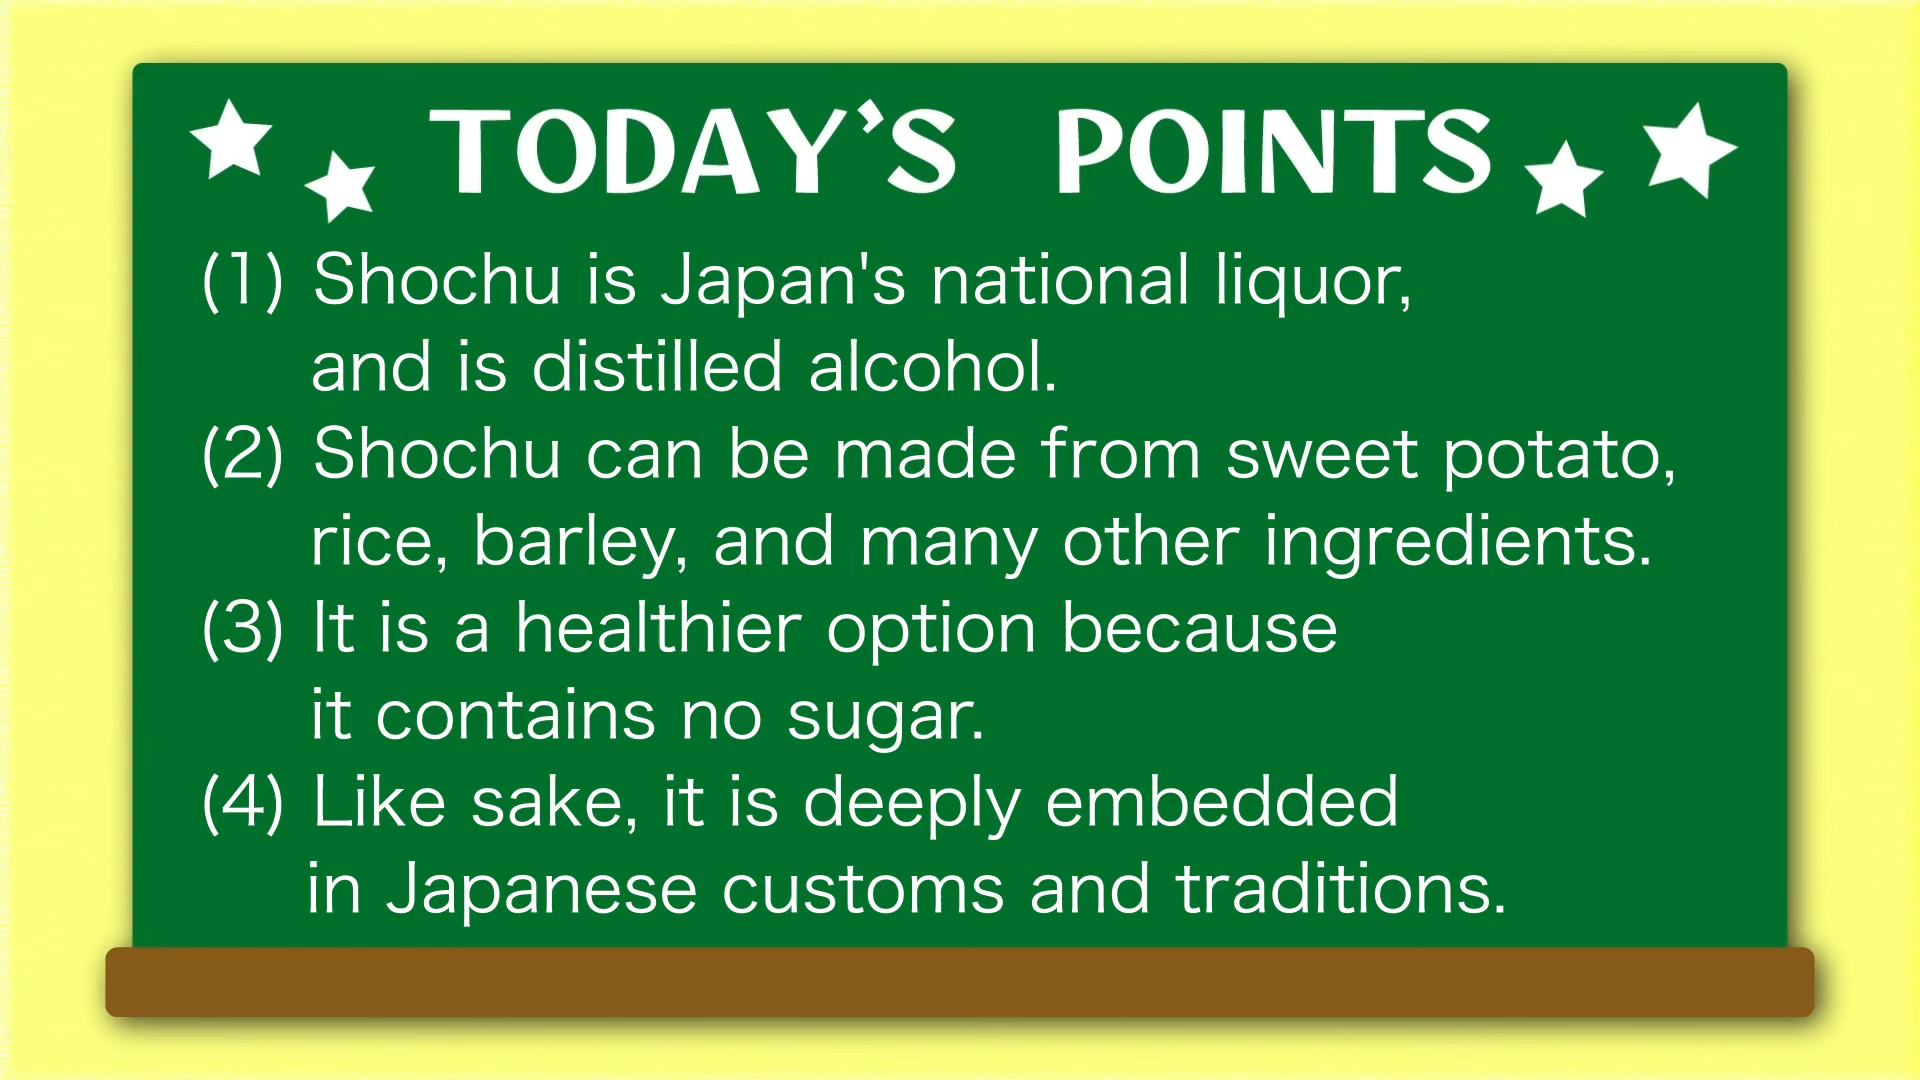 TODAY'S POINTS
(1) Shochu is Japan's national liquor,
and is distilled alcohol.
(2) Shochu can be made from sweet potato,
rice, barley, and many other ingredients.
(3) It is a healthier option because
it contains no sugar.
(4) Like sake, it is deeply embedded
in Japanese customs and traditions.